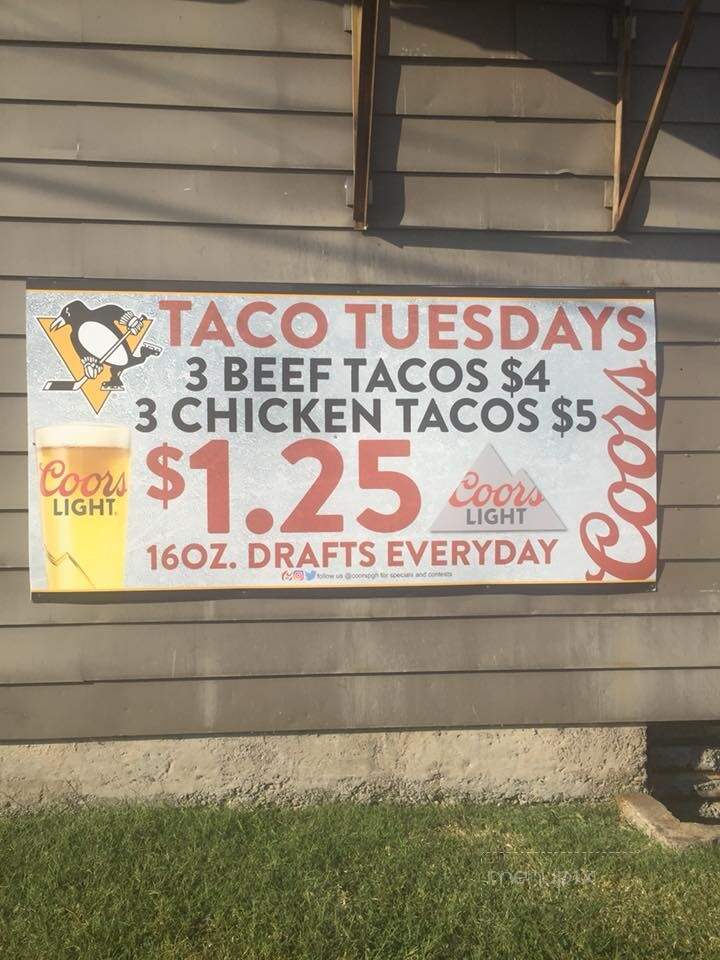 TACO TUESDAYS
3 BEEF TACOS $4
3 CHICKEN TACOS $5
$1.25
16OZ. DRAFTS EVERYDAY
Coors
LIGHT
Coors
LIGHT
Coors
follow us @coorspgh for specials and contests
menupix